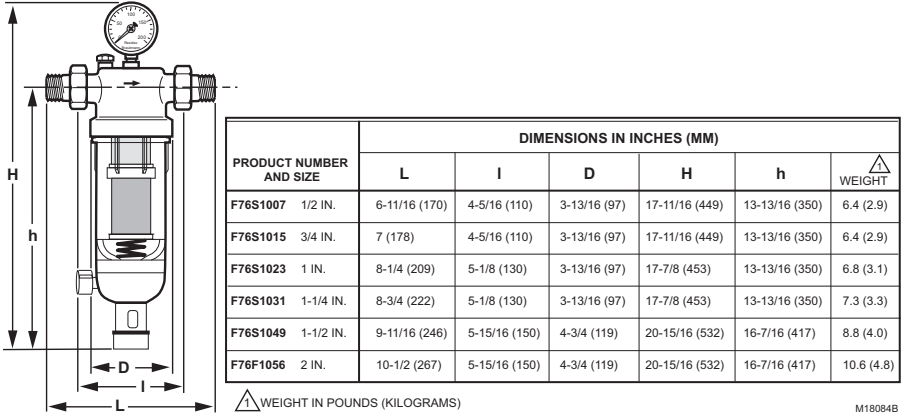 50
100
150
200
H
h
D
l
L
DIMENSIONS IN INCHES (MM)
PRODUCT NUMBER
AND SIZE
L
l
D
H
h
1
WEIGHT
F76S1007 1/2 IN. 6-11/16 (170) 4-5/16 (110) 3-13/16 (97) 17-11/16 (449) 13-13/16 (350) 6.4 (2.9)
F76S1015 3/4 IN. 7 (178) 4-5/16 (110) 3-13/16 (97) 17-11/16 (449) 13-13/16 (350) 6.4 (2.9)
F76S1023 1 IN. 8-1/4 (209) 5-1/8 (130) 3-13/16 (97) 17-7/8 (453) 13-13/16 (350) 6.8 (3.1)
F76S1031 1-1/4 IN. 8-3/4 (222) 5-1/8 (130) 3-13/16 (97) 17-7/8 (453) 13-13/16 (350) 7.3 (3.3)
F76S1049 1-1/2 IN. 9-11/16 (246) 5-15/16 (150) 4-3/4 (119) 20-15/16 (532) 16-7/16 (417) 8.8 (4.0)
F76F1056 2 IN. 10-1/2 (267) 5-15/16 (150) 4-3/4 (119) 20-15/16 (532) 16-7/16 (417) 10.6 (4.8)
1 WEIGHT IN POUNDS (KILOGRAMS)
M18084B